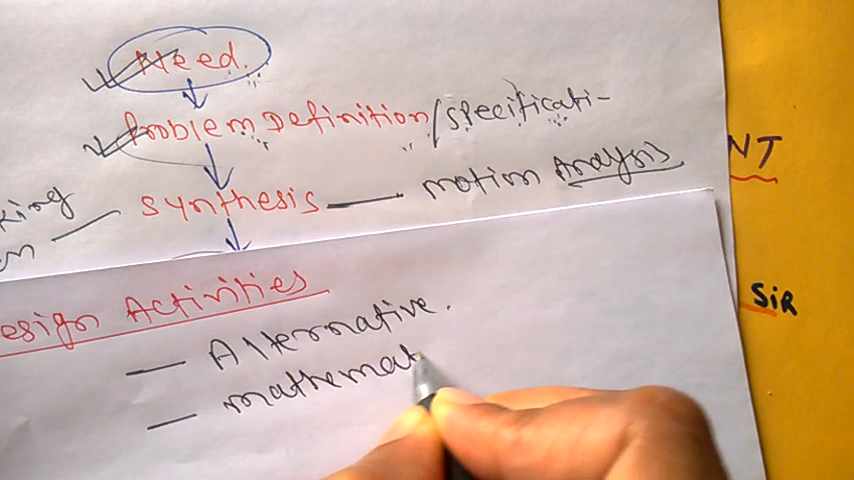 Need.
Problem Definition/specificati-
NT
synthesis — motion Analysis
king
SiR
esign Activities
— Alternative.
— mathemat